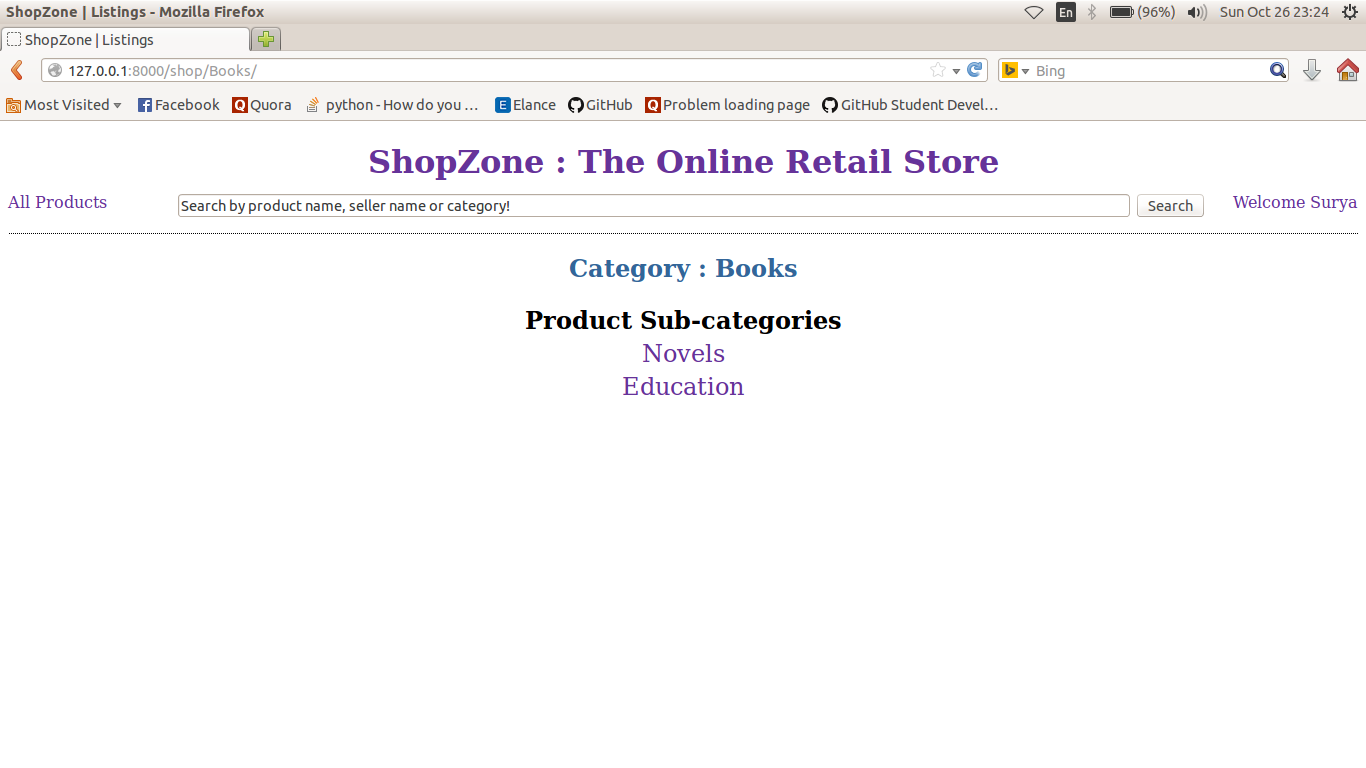 ShopZone | Listings - Mozilla Firefox En (96%) Sun Oct 26 23:24
ShopZone | Listings
127.0.0.1:8000/shop/Books/ Bing
Most Visited Facebook Quora python - How do you ... Elance GitHub Problem loading page GitHub Student Devel...
ShopZone : The Online Retail Store
All Products Search by product name, seller name or category! Search Welcome Surya
Category : Books
Product Sub-categories
Novels
Education